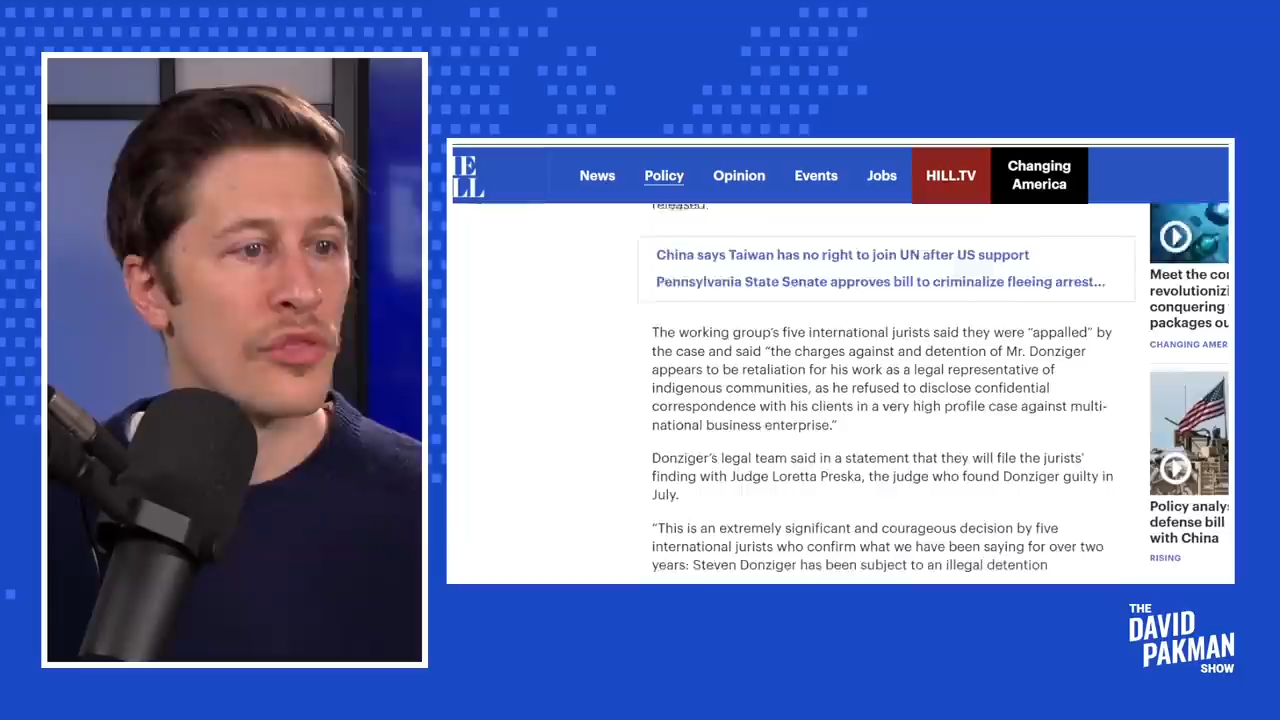 IE
LL
News
Policy
Opinion
Events
Jobs
HILL.TV
Changing
America
released.
China says Taiwan has no right to join UN after US support
Pennsylvania State Senate approves bill to criminalize fleeing arrest...
The working group's five international jurists said they were “appalled” by
the case and said “the charges against and detention of Mr. Donziger
appears to be retaliation for his work as a legal representative of
indigenous communities, as he refused to disclose confidential
correspondence with his clients in a very high profile case against multi-
national business enterprise.”
Donziger's legal team said in a statement that they will file the jurists'
finding with Judge Loretta Preska, the judge who found Donziger guilty in
July.
“This is an extremely significant and courageous decision by five
international jurists who confirm what we have been saying for over two
years: Steven Donziger has been subject to an illegal detention
Meet the cor
revolutionizi
conquering
packages ou
CHANGING AMER
Policy analy
defense bill
with China
RISING
THE
DAVID
PAKMAN
SHOW